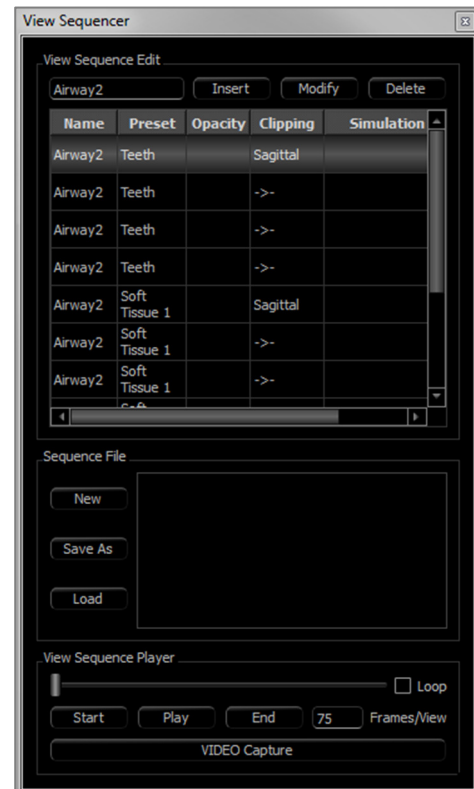 View Sequencer
View Sequence Edit
Airway2 Insert Modify Delete
Name Preset Opacity Clipping Simulation
Airway2 Teeth Sagittal
Airway2 Teeth ->-
Airway2 Teeth ->-
Airway2 Teeth ->-
Airway2 Soft Tissue 1 Sagittal
Airway2 Soft Tissue 1 ->-
Airway2 Soft Tissue 1 ->-
Sequence File
New
Save As
Load
View Sequence Player
Loop
Start Play End 75 Frames/View
VIDEO Capture